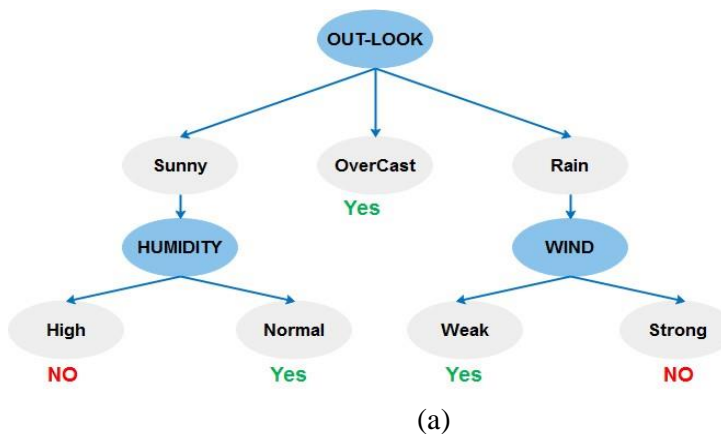 OUT-LOOK
Sunny OverCast Rain
Yes
HUMIDITY WIND
High Normal Weak Strong
NO Yes Yes NO
(a)